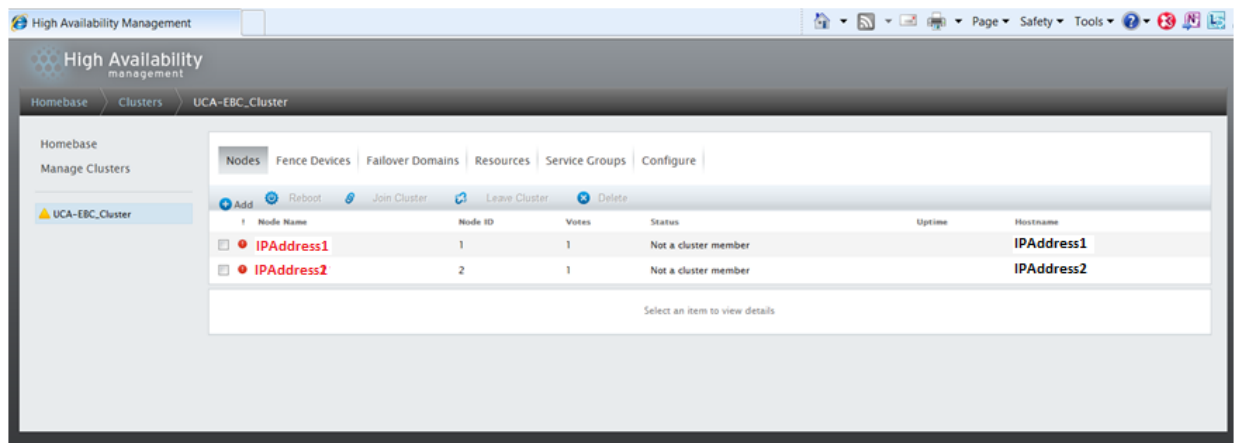 High Availability Management
Page Safety Tools
High Availability
management
Homebase Clusters UCA-EBC_Cluster
Homebase
Manage Clusters
UCA-EBC_Cluster
Nodes Fence Devices Failover Domains Resources Service Groups Configure
Add Reboot Join Cluster Leave Cluster Delete
! Node Name Node ID Votes Status Uptime Hostname
IPAddress1 1 1 Not a cluster member IPAddress1
IPAddress2 2 1 Not a cluster member IPAddress2
Select an item to view details